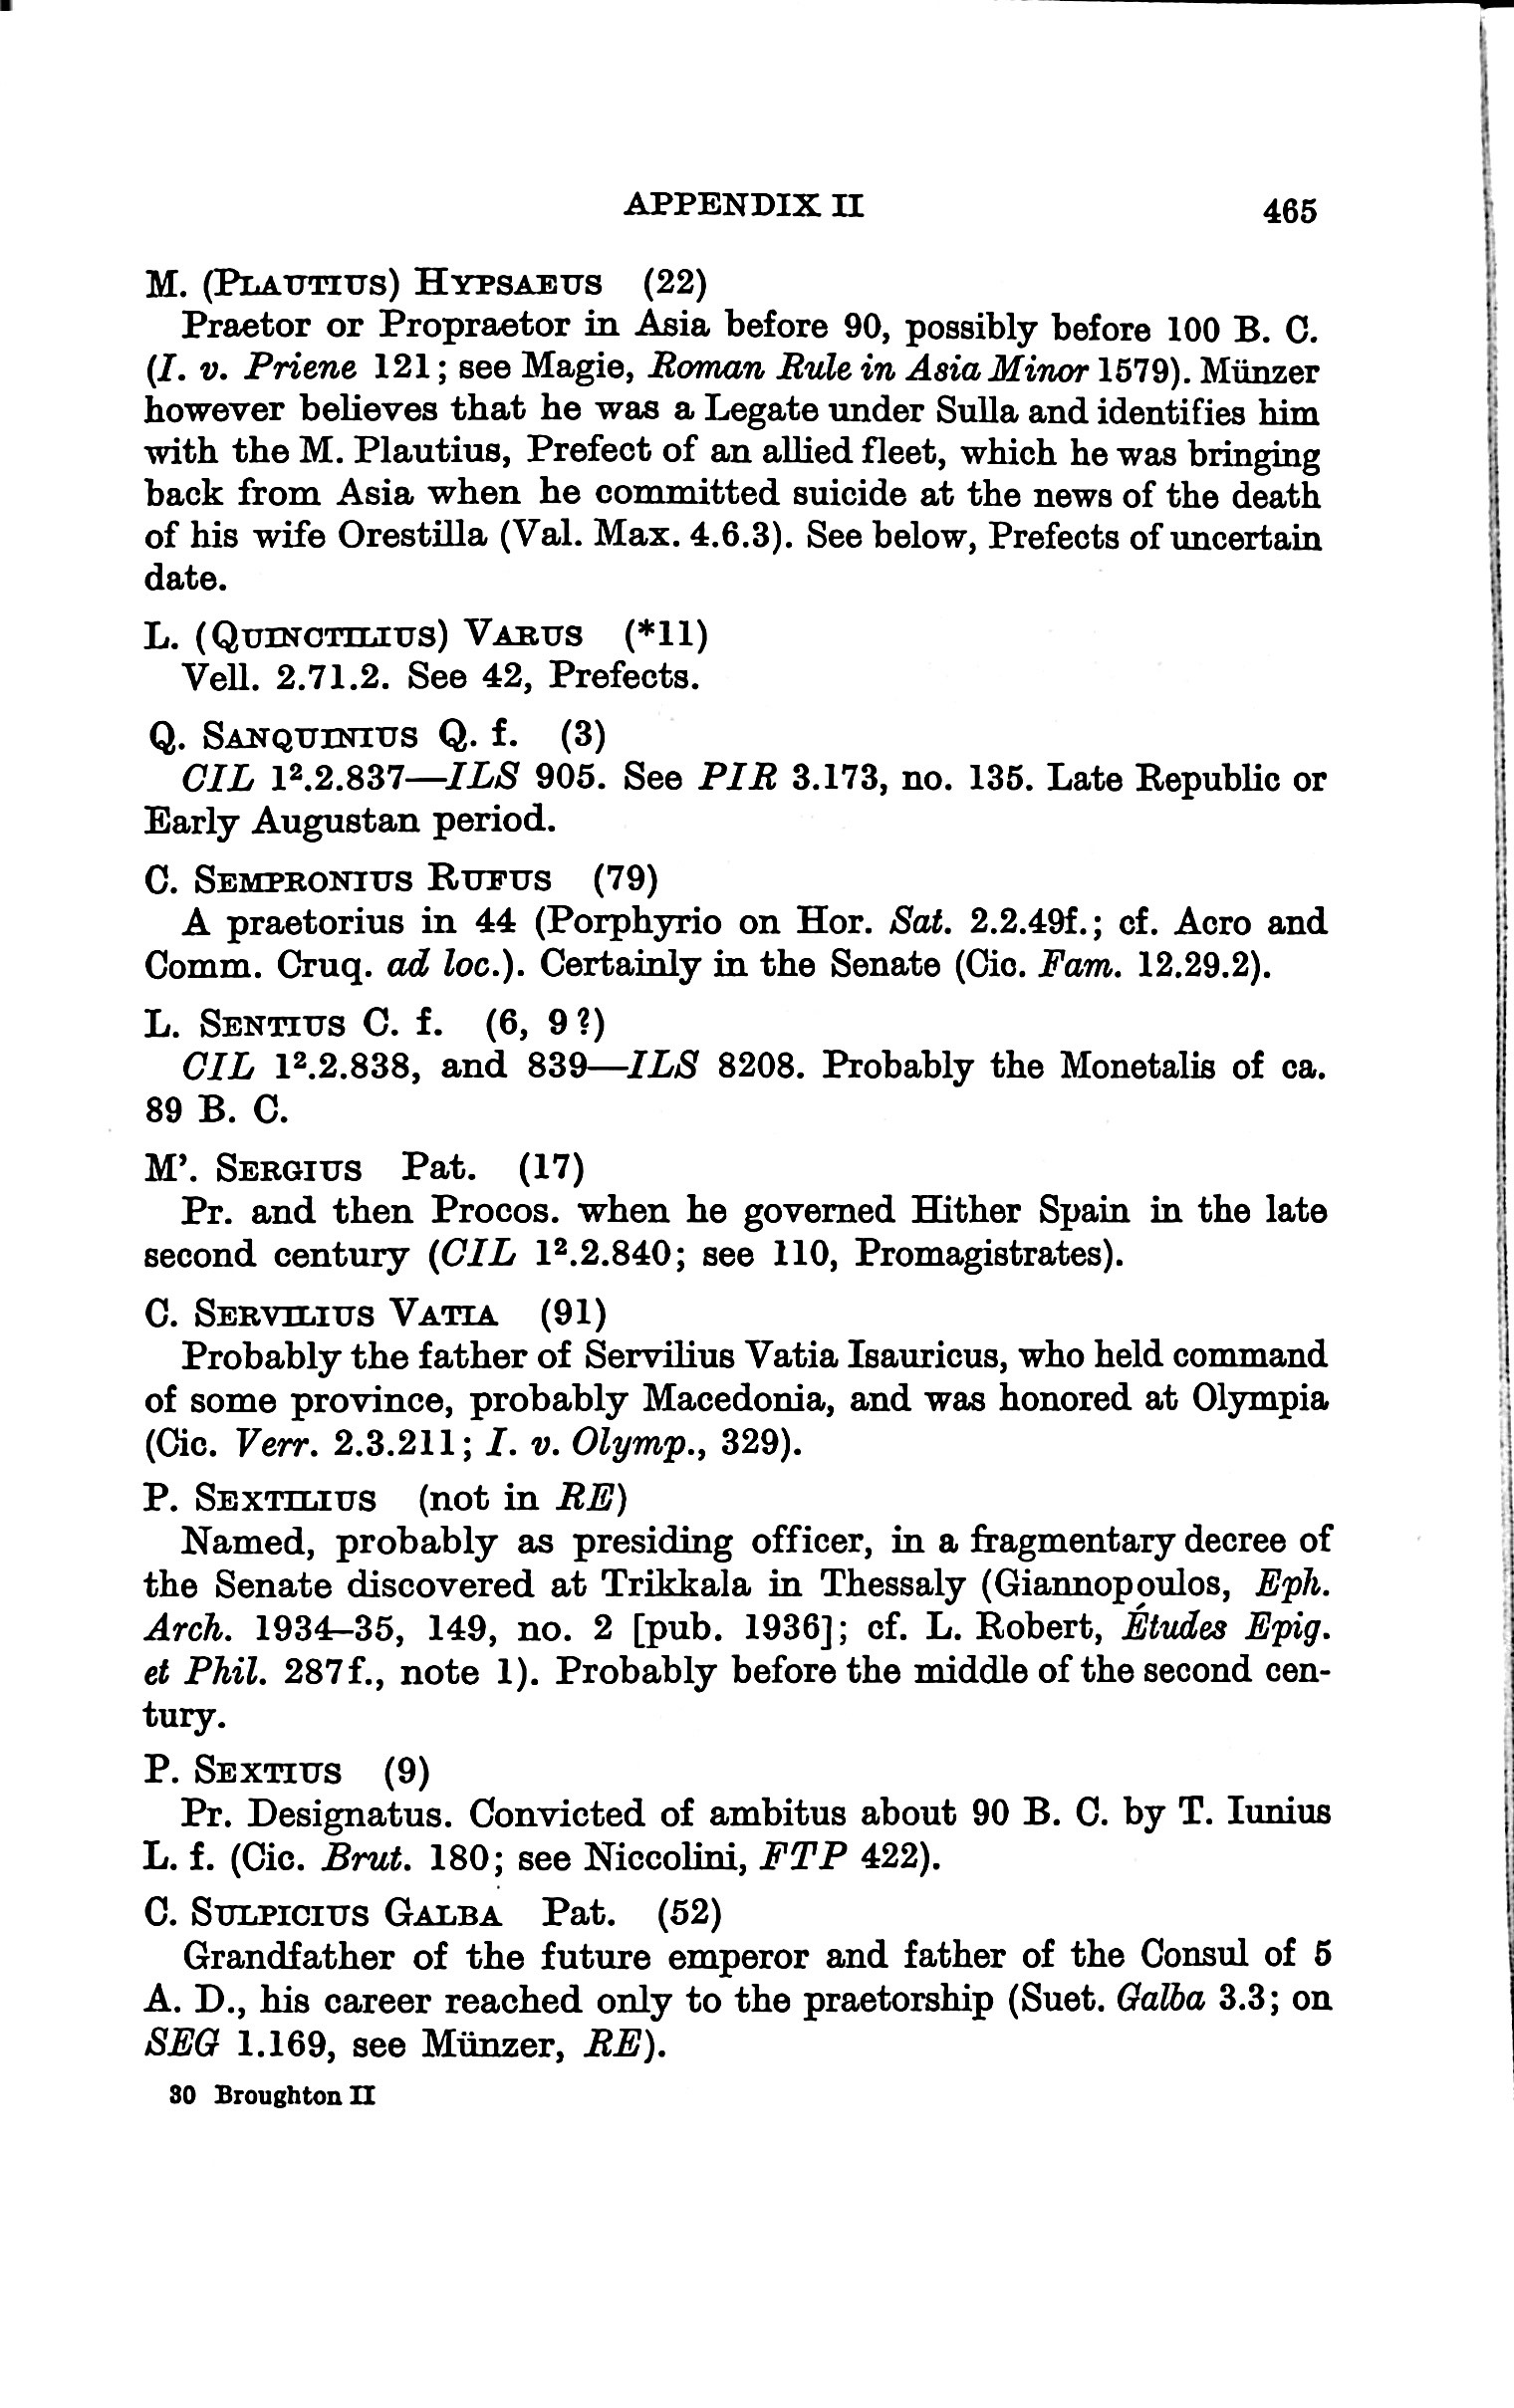 APPENDIX II 465
M. (PLAUTIUS) HYPSAEUS (22)
Praetor or Propraetor in Asia before 90, possibly before 100 B. C.
(I. v. Priene 121; see Magie, Roman Rule in Asia Minor 1579). Münzer
however believes that he was a Legate under Sulla and identifies him
with the M. Plautius, Prefect of an allied fleet, which he was bringing
back from Asia when he committed suicide at the news of the death
of his wife Orestilla (Val. Max. 4.6.3). See below, Prefects of uncertain
date.
L. (QUINCTILIUS) VARUS (*11)
Vell. 2.71.2. See 42, Prefects.
Q. SANQUINIUS Q. f. (3)
CIL 1².2.837—ILS 905. See PIR 3.173, no. 135. Late Republic or
Early Augustan period.
C. SEMPRONIUS RUFUS (79)
A praetorius in 44 (Porphyrio on Hor. Sat. 2.2.49f.; cf. Acro and
Comm. Cruq. ad loc.). Certainly in the Senate (Cic. Fam. 12.29.2).
L. SENTIUS C. f. (6, 9?)
CIL 1².2.838, and 839—ILS 8208. Probably the Monetalis of ca.
89 B. C.
M’. SERGIUS Pat. (17)
Pr. and then Procos. when he governed Hither Spain in the late
second century (CIL 1².2.840; see 110, Promagistrates).
C. SERVILIUS VATIA (91)
Probably the father of Servilius Vatia Isauricus, who held command
of some province, probably Macedonia, and was honored at Olympia
(Cic. Verr. 2.3.211; I. v. Olymp., 329).
P. SEXTILIUS (not in RE)
Named, probably as presiding officer, in a fragmentary decree of
the Senate discovered at Trikkala in Thessaly (Giannopoulos, Eph.
Arch. 1934–35, 149, no. 2 [pub. 1936]; cf. L. Robert, Études Epig.
et Phil. 287f., note 1). Probably before the middle of the second cen-
tury.
P. SEXTIUS (9)
Pr. Designatus. Convicted of ambitus about 90 B. C. by T. Iunius
L. f. (Cic. Brut. 180; see Niccolini, FTP 422).
C. SULPICIUS GALBA Pat. (52)
Grandfather of the future emperor and father of the Consul of 5
A. D., his career reached only to the praetorship (Suet. Galba 3.3; on
SEG 1.169, see Münzer, RE).
30 Broughton II